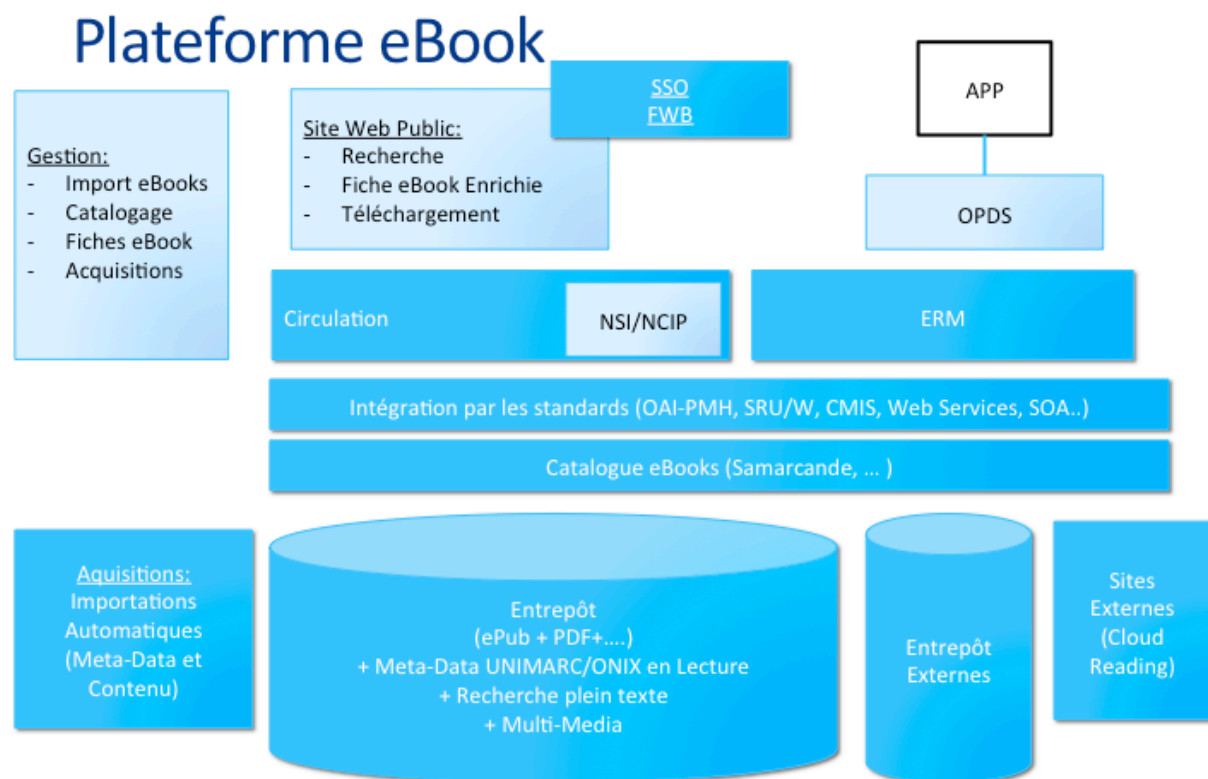 Plateforme eBook
Gestion:
- Import eBooks
- Catalogage
- Fiches eBook
- Acquisitions
Site Web Public:
- Recherche
- Fiche eBook Enrichie
- Téléchargement
SSO
FWB
APP
OPDS
Circulation
NSI/NCIP
ERM
Intégration par les standards (OAI-PMH, SRU/W, CMIS, Web Services, SOA..)
Catalogue eBooks (Samarcande, ... )
Aquisitions:
Importations
Automatiques
(Meta-Data et
Contenu)
Entrepôt
(ePub + PDF+....)
+ Meta-Data UNIMARC/ONIX en Lecture
+ Recherche plein texte
+ Multi-Media
Entrepôt
Externes
Sites
Externes
(Cloud
Reading)